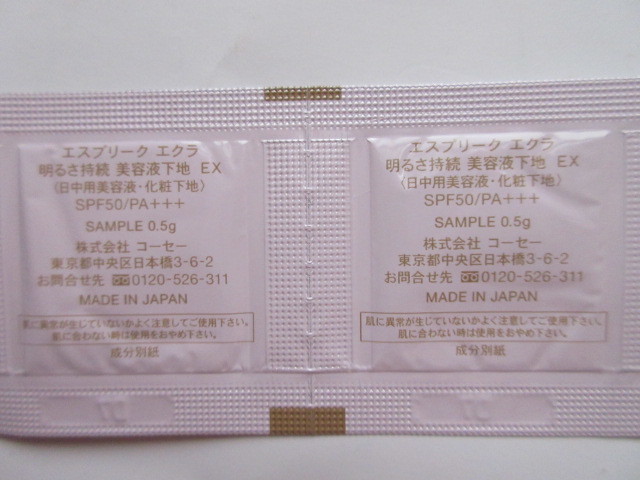 エスプリーク エクラ
明るさ持続 美容液下地 EX
〈日中用美容液・化粧下地〉
SPF50/PA+++
SAMPLE 0.5g
株式会社 コーセー
東京都中央区日本橋3-6-2
お問合せ先 0120-526-311
MADE IN JAPAN
肌に異常が生じていないかよく注意してご使用下さい。
肌に合わない時は使用をおやめ下さい。
成分別紙
エスプリーク エクラ
明るさ持続 美容液下地 EX
〈日中用美容液・化粧下地〉
SPF50/PA+++
SAMPLE 0.5g
株式会社 コーセー
東京都中央区日本橋3-6-2
お問合せ先 0120-526-311
MADE IN JAPAN
肌に異常が生じていないかよく注意してご使用下さい。
肌に合わない時は使用をおやめ下さい。
成分別紙